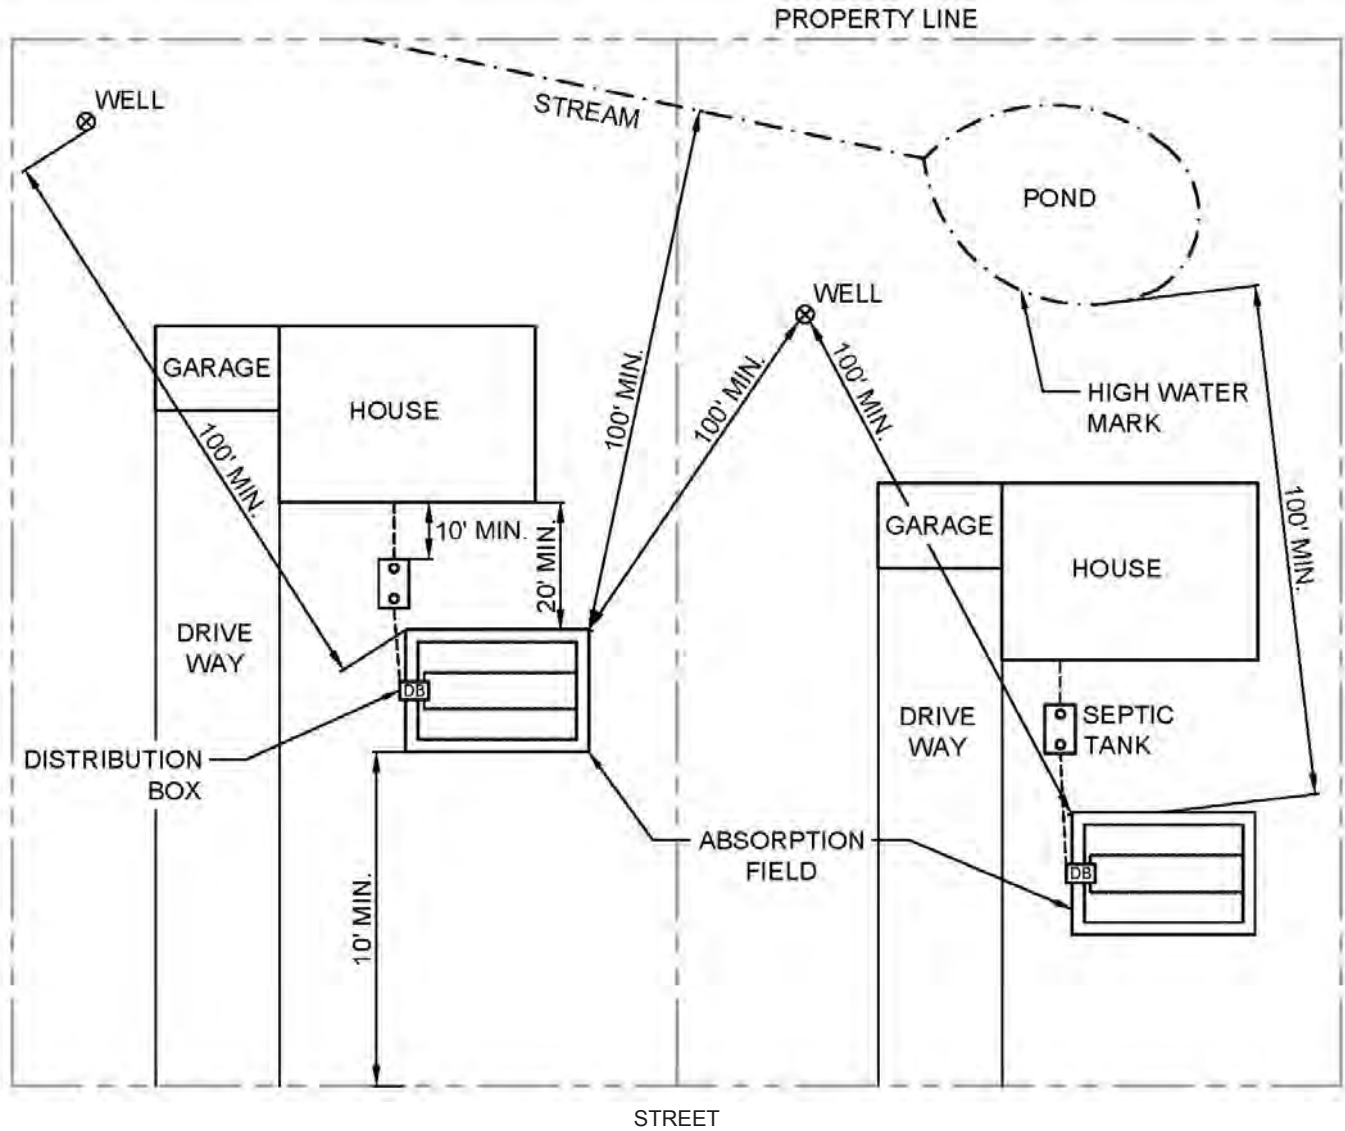 PROPERTY LINE
WELL
STREAM
POND
WELL
GARAGE
HOUSE
100' MIN.
100' MIN.
100' MIN.
HIGH WATER
MARK
100' MIN.
10' MIN.
20' MIN.
100' MIN.
GARAGE
HOUSE
DRIVE
WAY
DB
DISTRIBUTION
BOX
DRIVE
WAY
SEPTIC
TANK
ABSORPTION
FIELD
DB
10' MIN.
STREET